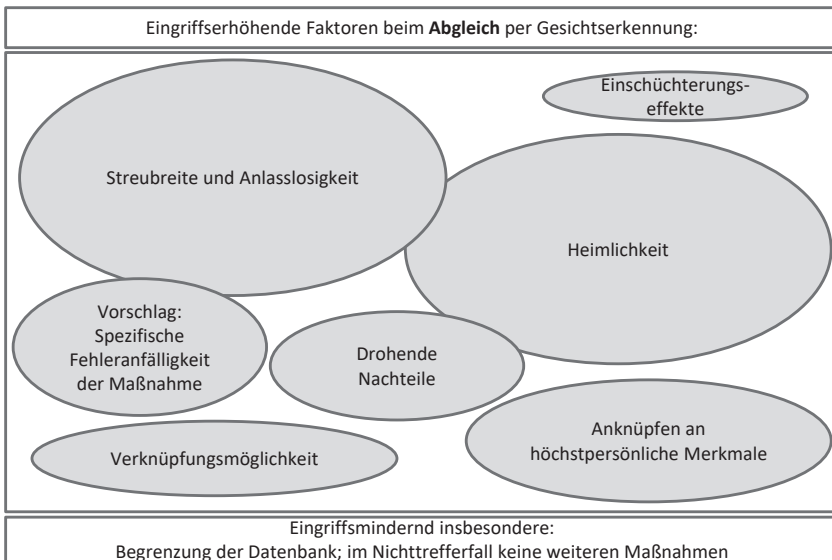 Eingriffserhöhende Faktoren beim Abgleich per Gesichtserkennung:
Einschüchterungs-
effekte
Streubreite und Anlasslosigkeit
Heimlichkeit
Vorschlag:
Spezifische
Fehleranfälligkeit
der Maßnahme
Drohende
Nachteile
Anknüpfen an
höchstpersönliche Merkmale
Verknüpfungsmöglichkeit
Eingriffsmindernd insbesondere:
Begrenzung der Datenbank; im Nichttrefferfall keine weiteren Maßnahmen